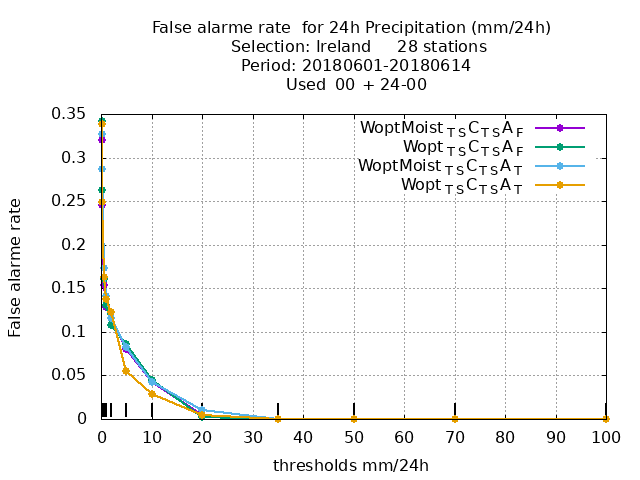 False alarme rate  for 24h Precipitation (mm/24h)
Selection: Ireland     28 stations
Period: 20180601-20180614
Used  00 + 24-00
WoptMoist TS C TS A F
Wopt TS C TS A F
WoptMoist TS C TS A T
Wopt TS C TS A T
False alarme rate
0.35
0.3
0.25
0.2
0.15
0.1
0.05
0
0 10 20 30 40 50 60 70 80 90 100
thresholds mm/24h